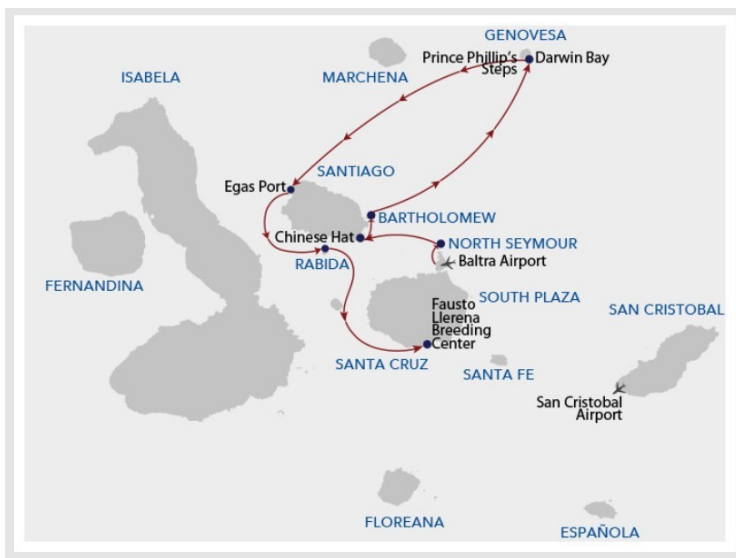 GENOVESA
Prince Phillip's
Steps
Darwin Bay
MARCHENA
ISABELA
SANTIAGO
Egas Port
BARTHOLOMEW
Chinese Hat
NORTH SEYMOUR
RABIDA
Baltra Airport
FERNANDINA
SOUTH PLAZA
Fausto
Llerena
Breeding
Center
SAN CRISTOBAL
SANTA CRUZ
SANTA FE
San Cristobal
Airport
FLOREANA
ESPAÑOLA